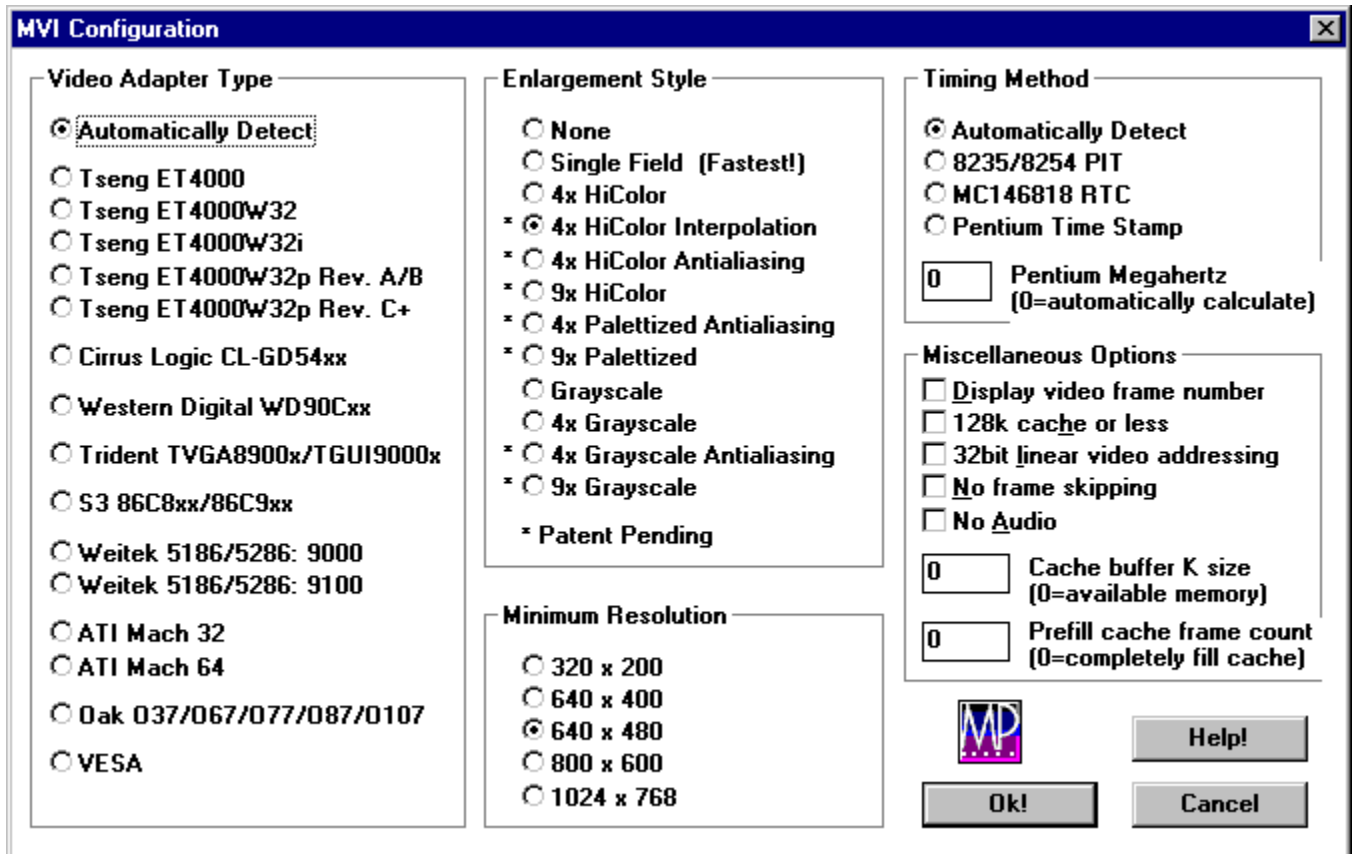 MVI Configuration
Video Adapter Type
Automatically Detect
Tseng ET4000
Tseng ET4000W32
Tseng ET4000W32i
Tseng ET4000W32p Rev. A/B
Tseng ET4000W32p Rev. C+
Cirrus Logic CL-GD54xx
Western Digital WD90Cxx
Trident TVGA8900x/TGUI9000x
S3 86C8xx/86C9xx
Weitek 5186/5286: 9000
Weitek 5186/5286: 9100
ATI Mach 32
ATI Mach 64
Oak 037/067/077/087/0107
VESA
Enlargement Style
None
Single Field (Fastest!)
4x HiColor
* 4x HiColor Interpolation
* 4x HiColor Antialiasing
* 9x HiColor
* 4x Palettized Antialiasing
* 9x Palettized
Grayscale
4x Grayscale
* 4x Grayscale Antialiasing
* 9x Grayscale
* Patent Pending
Minimum Resolution
320 x 200
640 x 400
640 x 480
800 x 600
1024 x 768
Timing Method
Automatically Detect
8235/8254 PIT
MC146818 RTC
Pentium Time Stamp
0 Pentium Megahertz
(0=automatically calculate)
Miscellaneous Options
Display video frame number
128k cache or less
32bit linear video addressing
No frame skipping
No Audio
0 Cache buffer K size
(0=available memory)
0 Prefill cache frame count
(0=completely fill cache)
MP
Help!
Ok!
Cancel